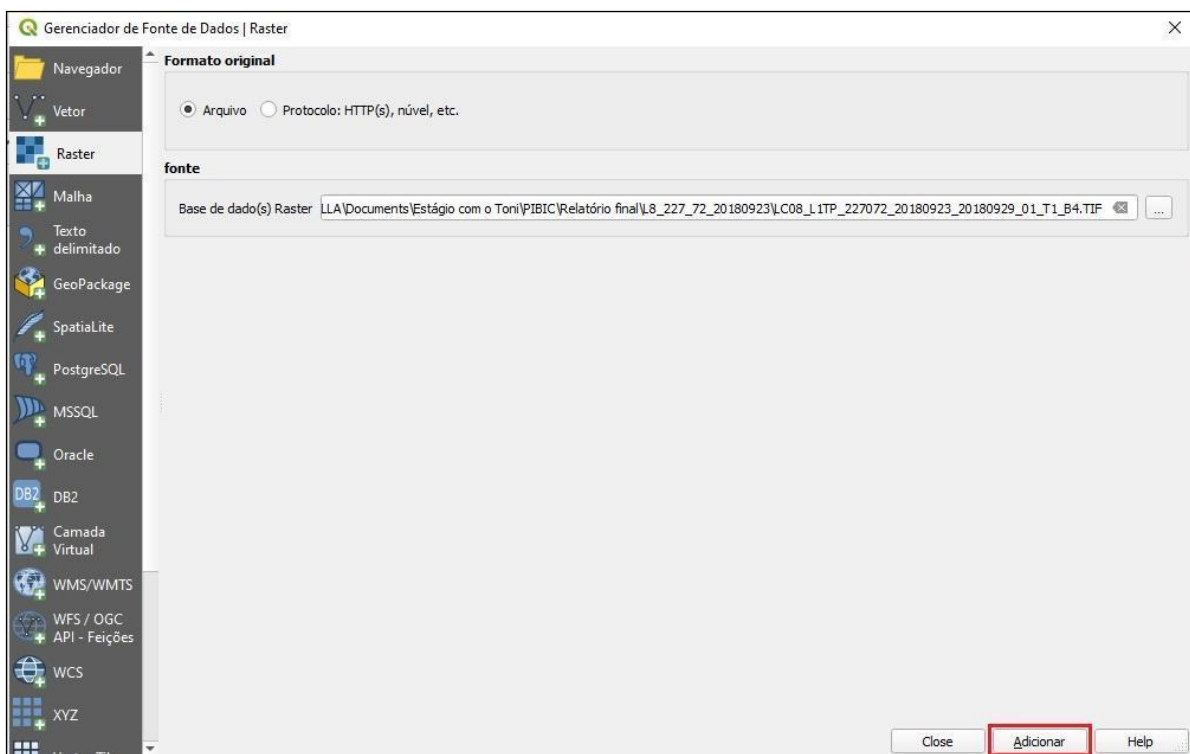 Gerenciador de Fonte de Dados | Raster
Navegador
Vetor
Raster
Malha
Texto
delimitado
GeoPackage
SpatiaLite
PostgreSQL
MSSQL
Oracle
DB2
DB2
Camada
Virtual
WMS/WMTS
WFS / OGC
API - Feições
WCS
XYZ
Formato original
Arquivo
Protocolo: HTTP(s), núvel, etc.
fonte
Base de dado(s) Raster
LLA\Documents\Estágio com o Toni\PIBIC\Relatório final\L8_227_72_20180923\LC08_L1TP_227072_20180923_20180929_01_T1_B4.TIF
...
Close
Adicionar
Help